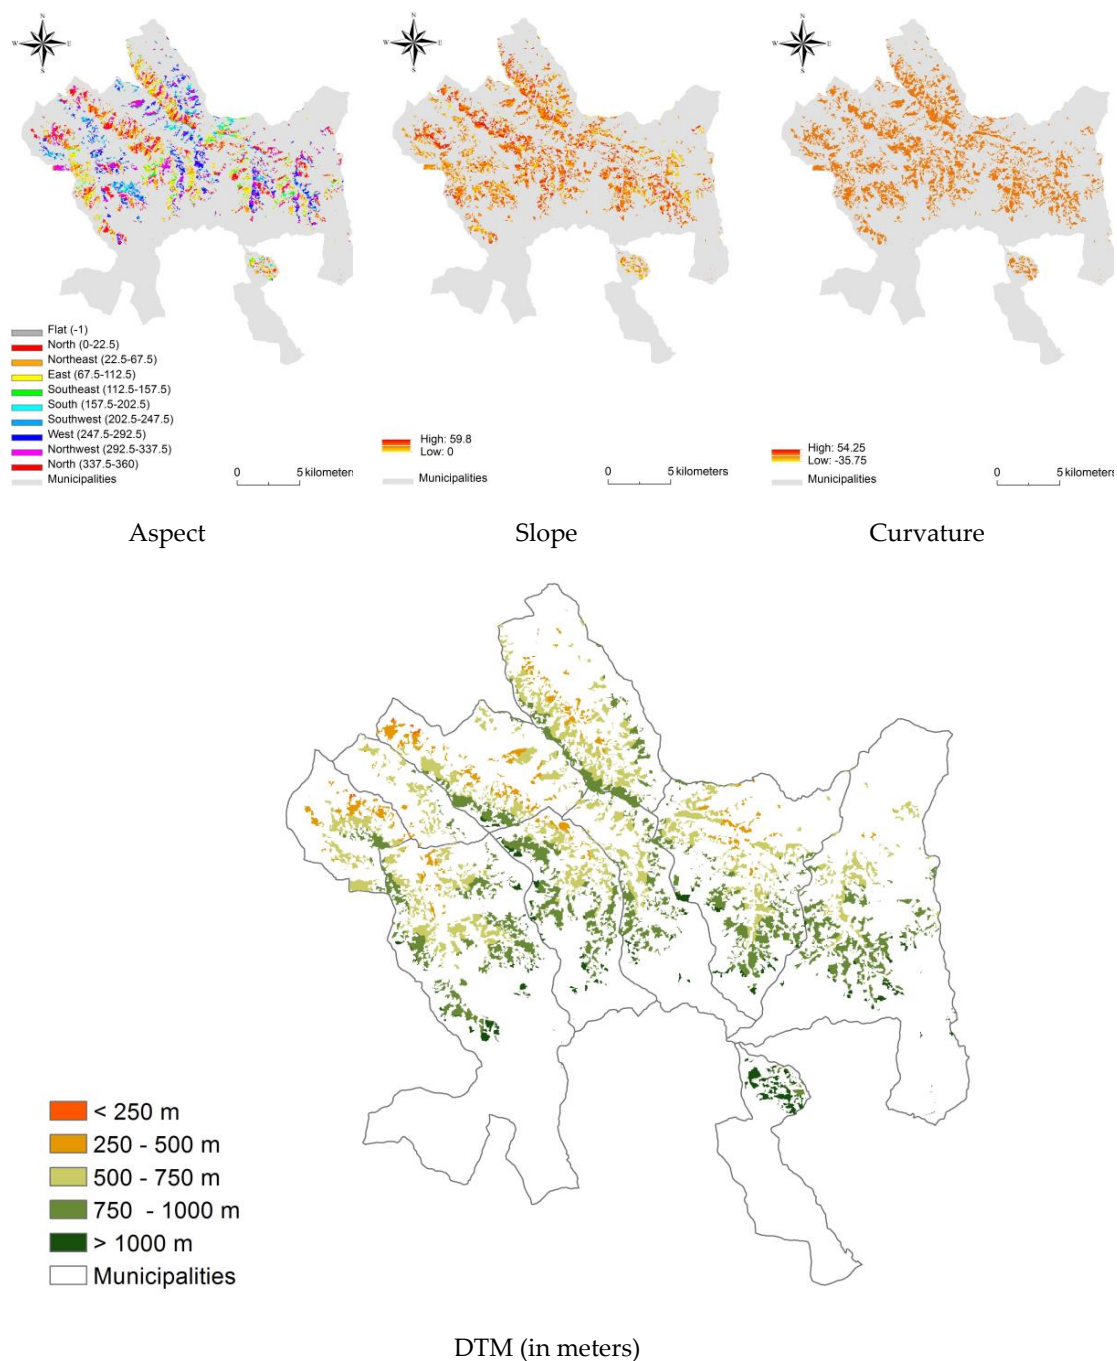 N
W E
S
N
W E
S
N
W E
S
Flat (-1)
North (0-22.5)
Northeast (22.5-67.5)
East (67.5-112.5)
Southeast (112.5-157.5)
South (157.5-202.5)
Southwest (202.5-247.5)
West (247.5-292.5)
Northwest (292.5-337.5)
North (337.5-360)
Municipalities
0 5 kilometers
High: 59.8
Low: 0
Municipalities
0 5 kilometers
High: 54.25
Low: -35.75
Municipalities
0 5 kilometers
Aspect
Slope
Curvature
< 250 m
250 - 500 m
500 - 750 m
750 - 1000 m
> 1000 m
Municipalities
DTM (in meters)